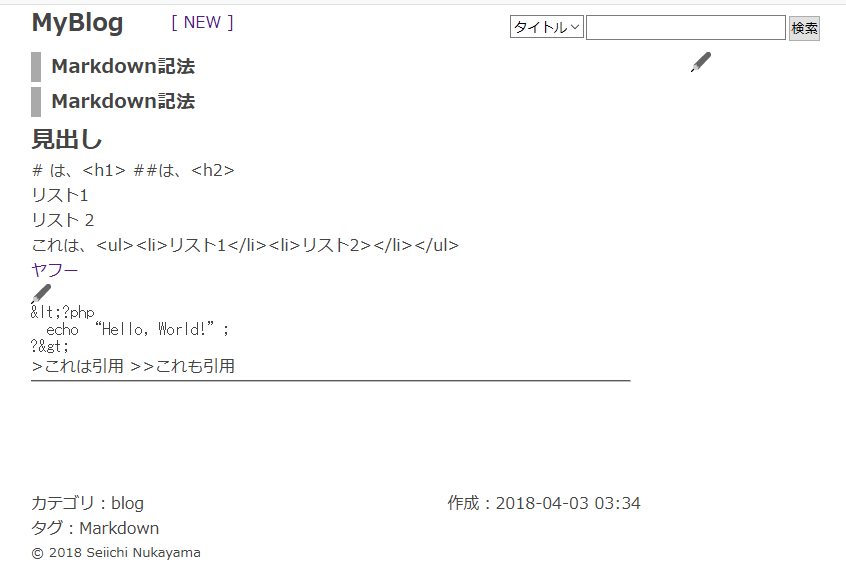 MyBlog [ NEW ] タイトル 検索
Markdown記法
Markdown記法
見出し
# は、<h1> ##は、<h2>
リスト1
リスト 2
これは、<ul><li>リスト1</li><li>リスト2></li></ul>
ヤフー
&lt;?php
echo “Hello, World!” ;
?&gt;
>これは引用 >>これも引用
カテゴリ：blog 作成：2018-04-03 03:34
タグ：Markdown
© 2018 Seiichi Nukayama